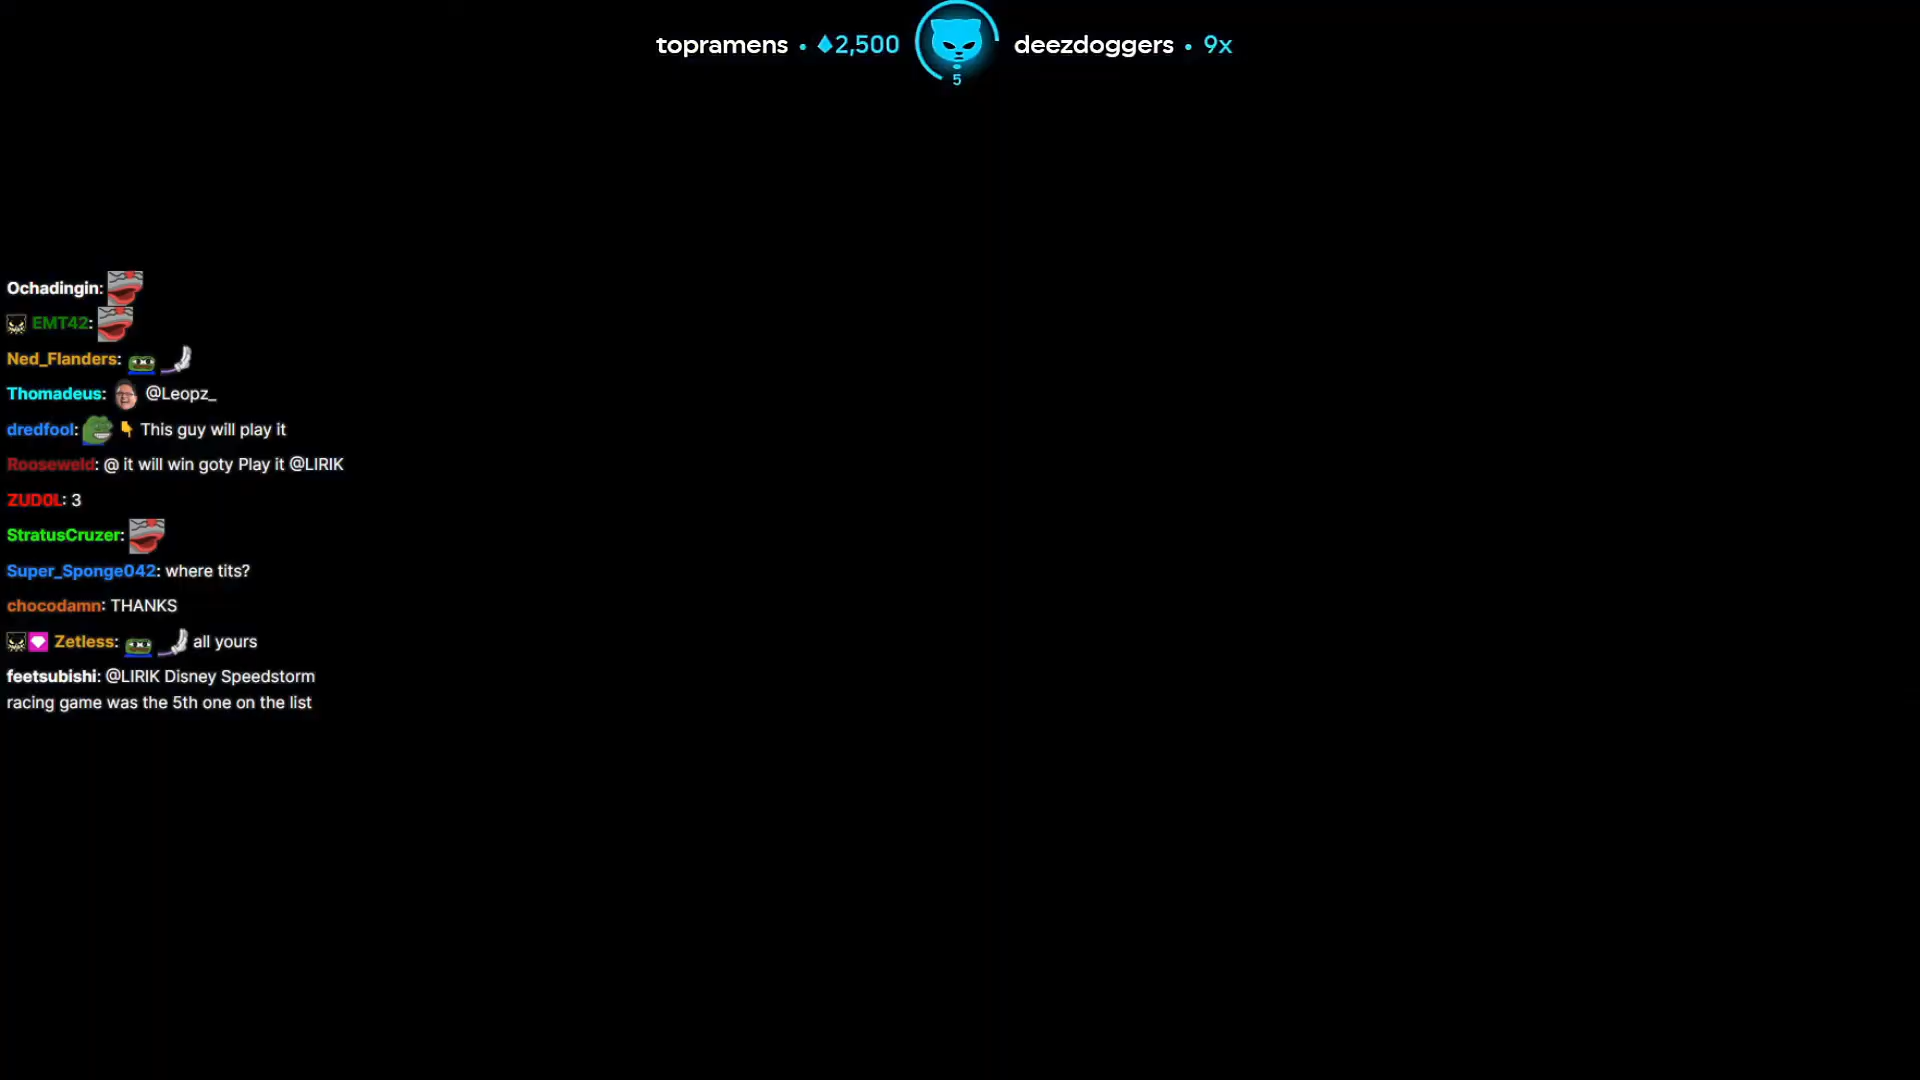 topramens • 2,500 5 deezdoggers • 9x
Ochadingin:
EMT42:
Ned_Flanders:
Thomadeus: @Leopz_
dredfool: This guy will play it
Rooseweld: @ it will win goty Play it @LIRIK
ZUD0L: 3
StratusCruzer:
Super_Sponge042: where tits?
chocodamn: THANKS
Zetless: all yours
feetsubishi: @LIRIK Disney Speedstorm
racing game was the 5th one on the list